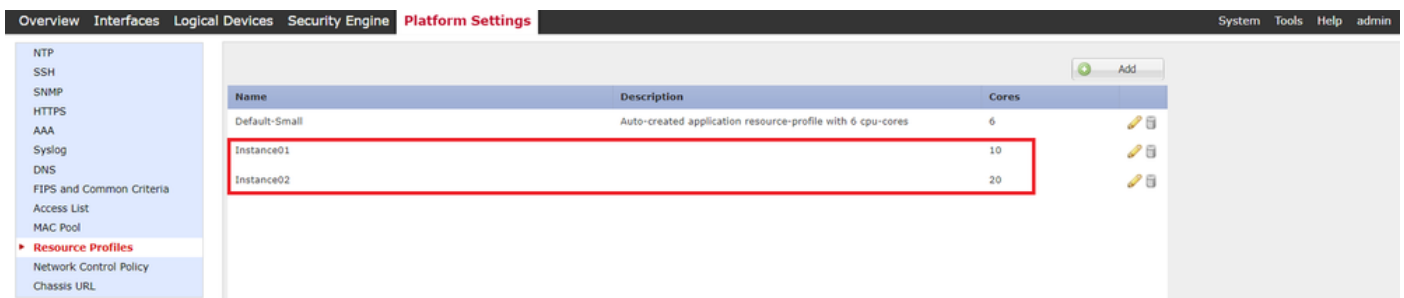 Overview Interfaces Logical Devices Security Engine Platform Settings System Tools Help admin
NTP
SSH
SNMP
HTTPS
AAA
Syslog
DNS
FIPS and Common Criteria
Access List
MAC Pool
Resource Profiles
Network Control Policy
Chassis URL
Add
Name Description Cores
Default-Small Auto-created application resource-profile with 6 cpu-cores 6
Instance01 10
Instance02 20